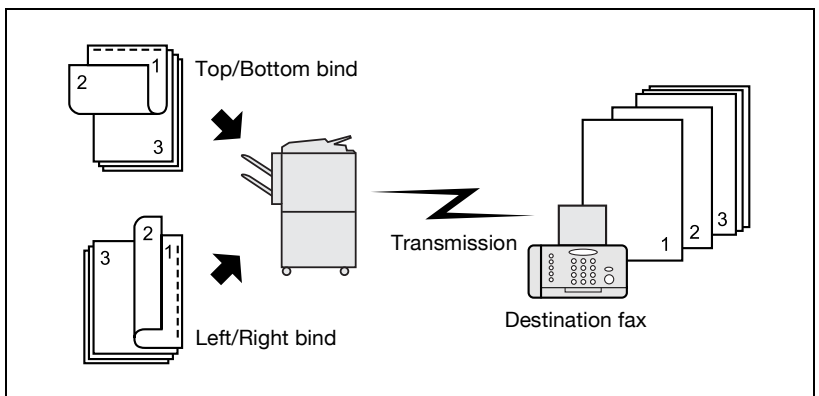 1
2
3
Top/Bottom bind
2
3
1
Left/Right bind
Transmission
1
2
3
Destination fax